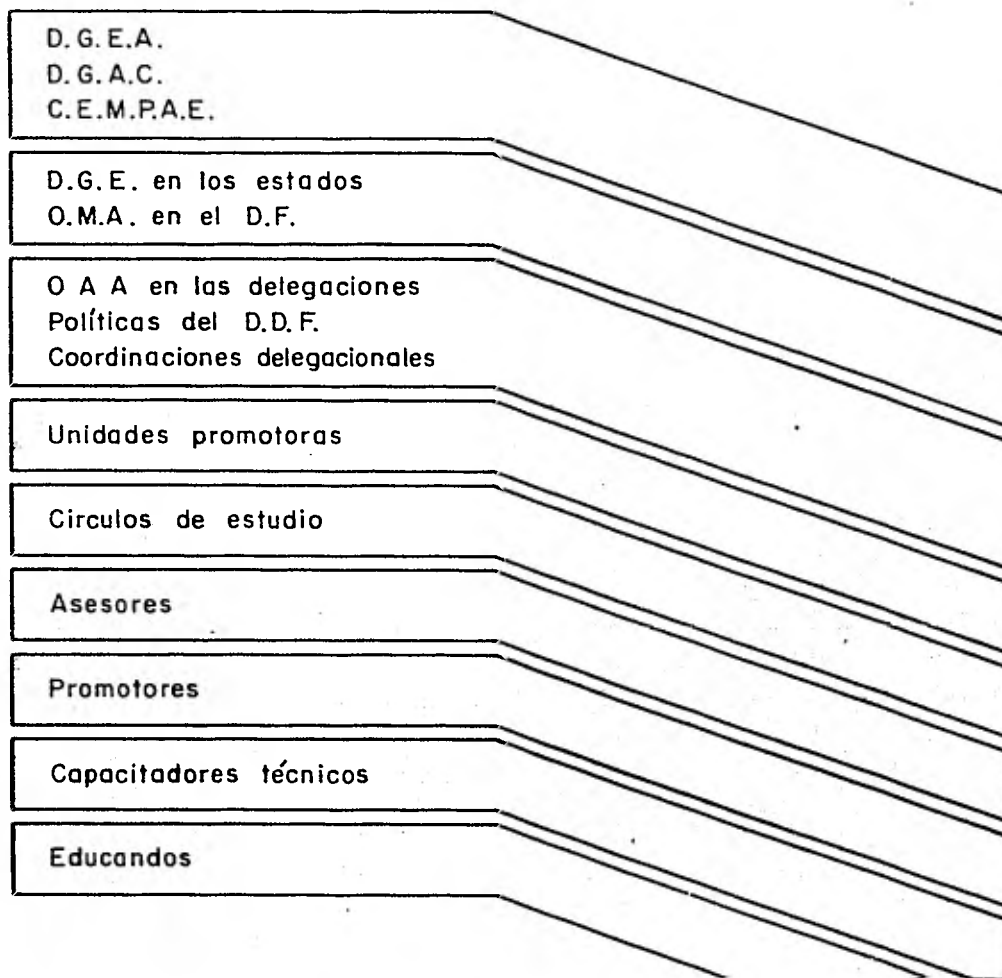 D.G.E.A.
D.G.A.C.
C.E.M.P.A.E.
D.G.E. en los estados
O.M.A. en el D.F.
O A A en las delegaciones
Políticas del D.D.F.
Coordinaciones delegacionales
Unidades promotoras
Circulos de estudio
Asesores
Promotores
Capacitadores técnicos
Educandos